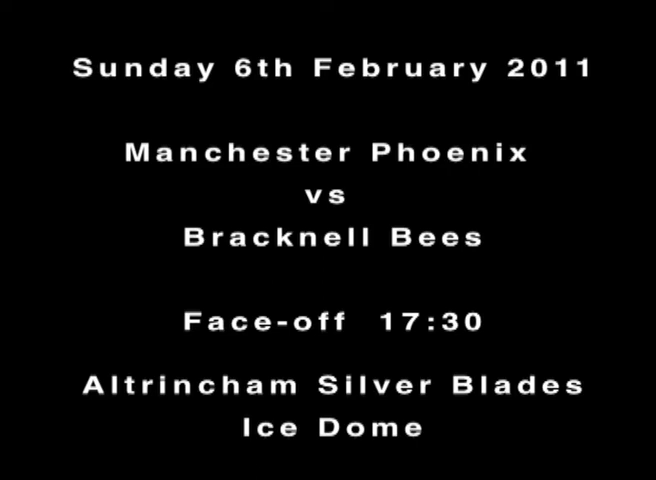 Sunday 6th February 2011
Manchester Phoenix
vs
Bracknell Bees
Face-off 17:30
Altrincham Silver Blades
Ice Dome